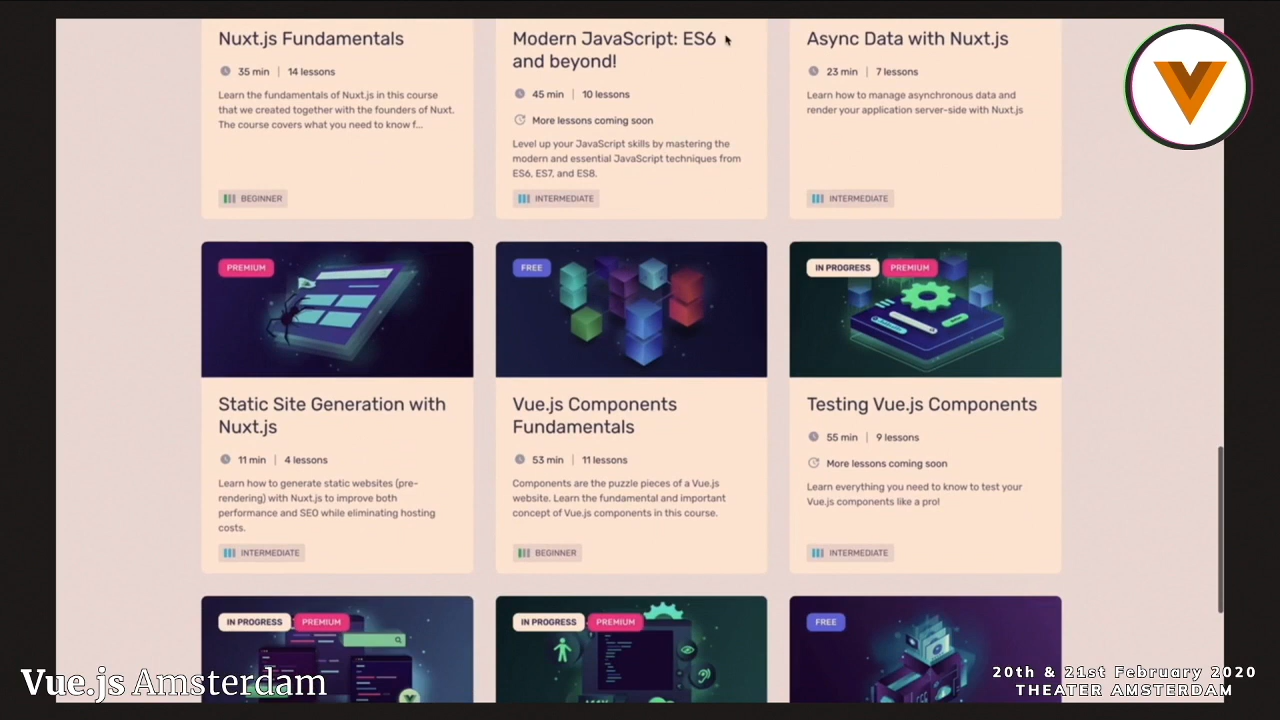 Nuxt.js Fundamentals
35 min | 14 lessons
Learn the fundamentals of Nuxt.js in this course
that we created together with the founders of Nuxt.
The course covers what you need to know f...
BEGINNER
Modern JavaScript: ES6
and beyond!
45 min | 10 lessons
More lessons coming soon
Level up your JavaScript skills by mastering the
modern and essential JavaScript techniques from
ES6, ES7, and ES8.
INTERMEDIATE
Async Data with Nuxt.js
23 min | 7 lessons
Learn how to manage asynchronous data and
render your application server-side with Nuxt.js
INTERMEDIATE
PREMIUM
Static Site Generation with
Nuxt.js
11 min | 4 lessons
Learn how to generate static websites (pre-
rendering) with Nuxt.js to improve both
performance and SEO while eliminating hosting
costs.
INTERMEDIATE
FREE
Vue.js Components
Fundamentals
53 min | 11 lessons
Components are the puzzle pieces of a Vue.js
website. Learn the fundamental and important
concept of Vue.js components in this course.
BEGINNER
IN PROGRESS PREMIUM
Testing Vue.js Components
55 min | 9 lessons
More lessons coming soon
Learn everything you need to know to test your
Vue.js components like a pro!
INTERMEDIATE
IN PROGRESS PREMIUM
IN PROGRESS PREMIUM
FREE
Vue.js Amsterdam
20th & 21st February 2020
THEATER AMSTERDAM